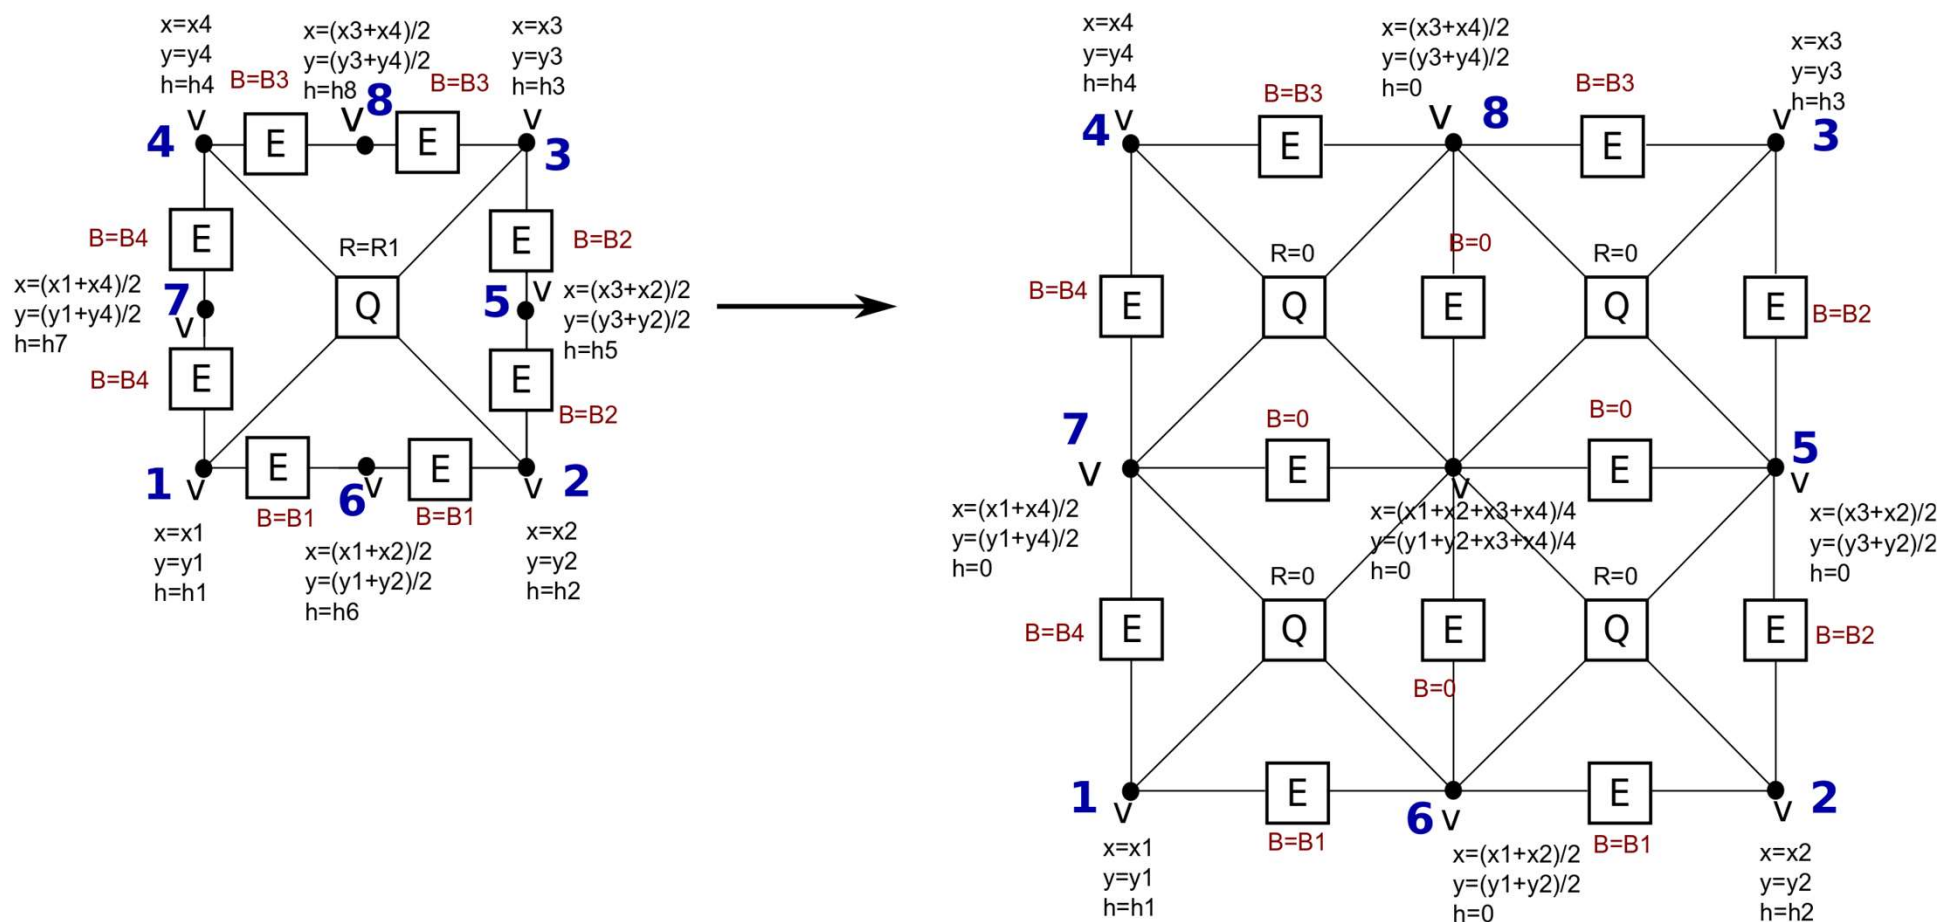 x=x4
y=y4
h=h4
x=(x3+x4)/2
y=(y3+y4)/2
h=h8
x=x3
y=y3
h=h3
B=B3
B=B3
4
V
V
8
V
3
E
E
E
E
B=B4
B=B2
R=R1
Q
x=(x1+x4)/2
y=(y1+y4)/2
h=h7
7
V
5
V
x=(x3+x2)/2
y=(y3+y2)/2
h=h5
B=B4
E
E
B=B2
1
V
E
E
6
V
V
2
B=B1
B=B1
x=x1
y=y1
h=h1
x=(x1+x2)/2
y=(y1+y2)/2
h=h6
x=x2
y=y2
h=h2
x=x4
y=y4
h=h4
x=(x3+x4)/2
y=(y3+y4)/2
h=0
x=x3
y=y3
h=h3
B=B3
B=B3
4
V
V
8
V
3
E
E
R=0
B=0
R=0
B=B4
E
Q
E
Q
E
B=B2
7
V
B=0
B=0
5
V
E
E
V
x=(x1+x4)/2
y=(y1+y4)/2
h=0
x=(x1+x2+x3+x4)/4
y=(y1+y2+x3+x4)/4
h=0
x=(x3+x2)/2
y=(y3+y2)/2
h=0
R=0
R=0
B=B4
E
Q
E
Q
E
B=B2
B=0
1
V
E
6
V
E
V
2
B=B1
B=B1
x=x1
y=y1
h=h1
x=(x1+x2)/2
y=(y1+y2)/2
h=0
x=x2
y=y2
h=h2